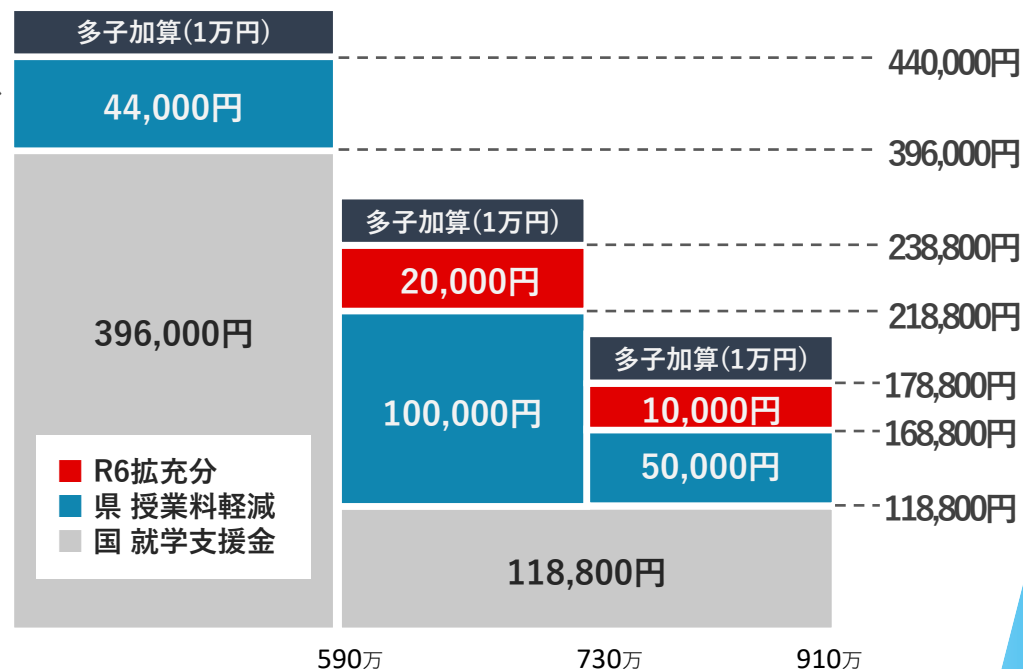 多子加算(1万円)
440,000円
44,000円
396,000円
多子加算(1万円)
238,800円
20,000円
218,800円
396,000円
多子加算(1万円)
178,800円
100,000円
10,000円
168,800円
50,000円
R6拡充分
県 授業料軽減
国 就学支援金
118,800円
118,800円
590万
730万
910万